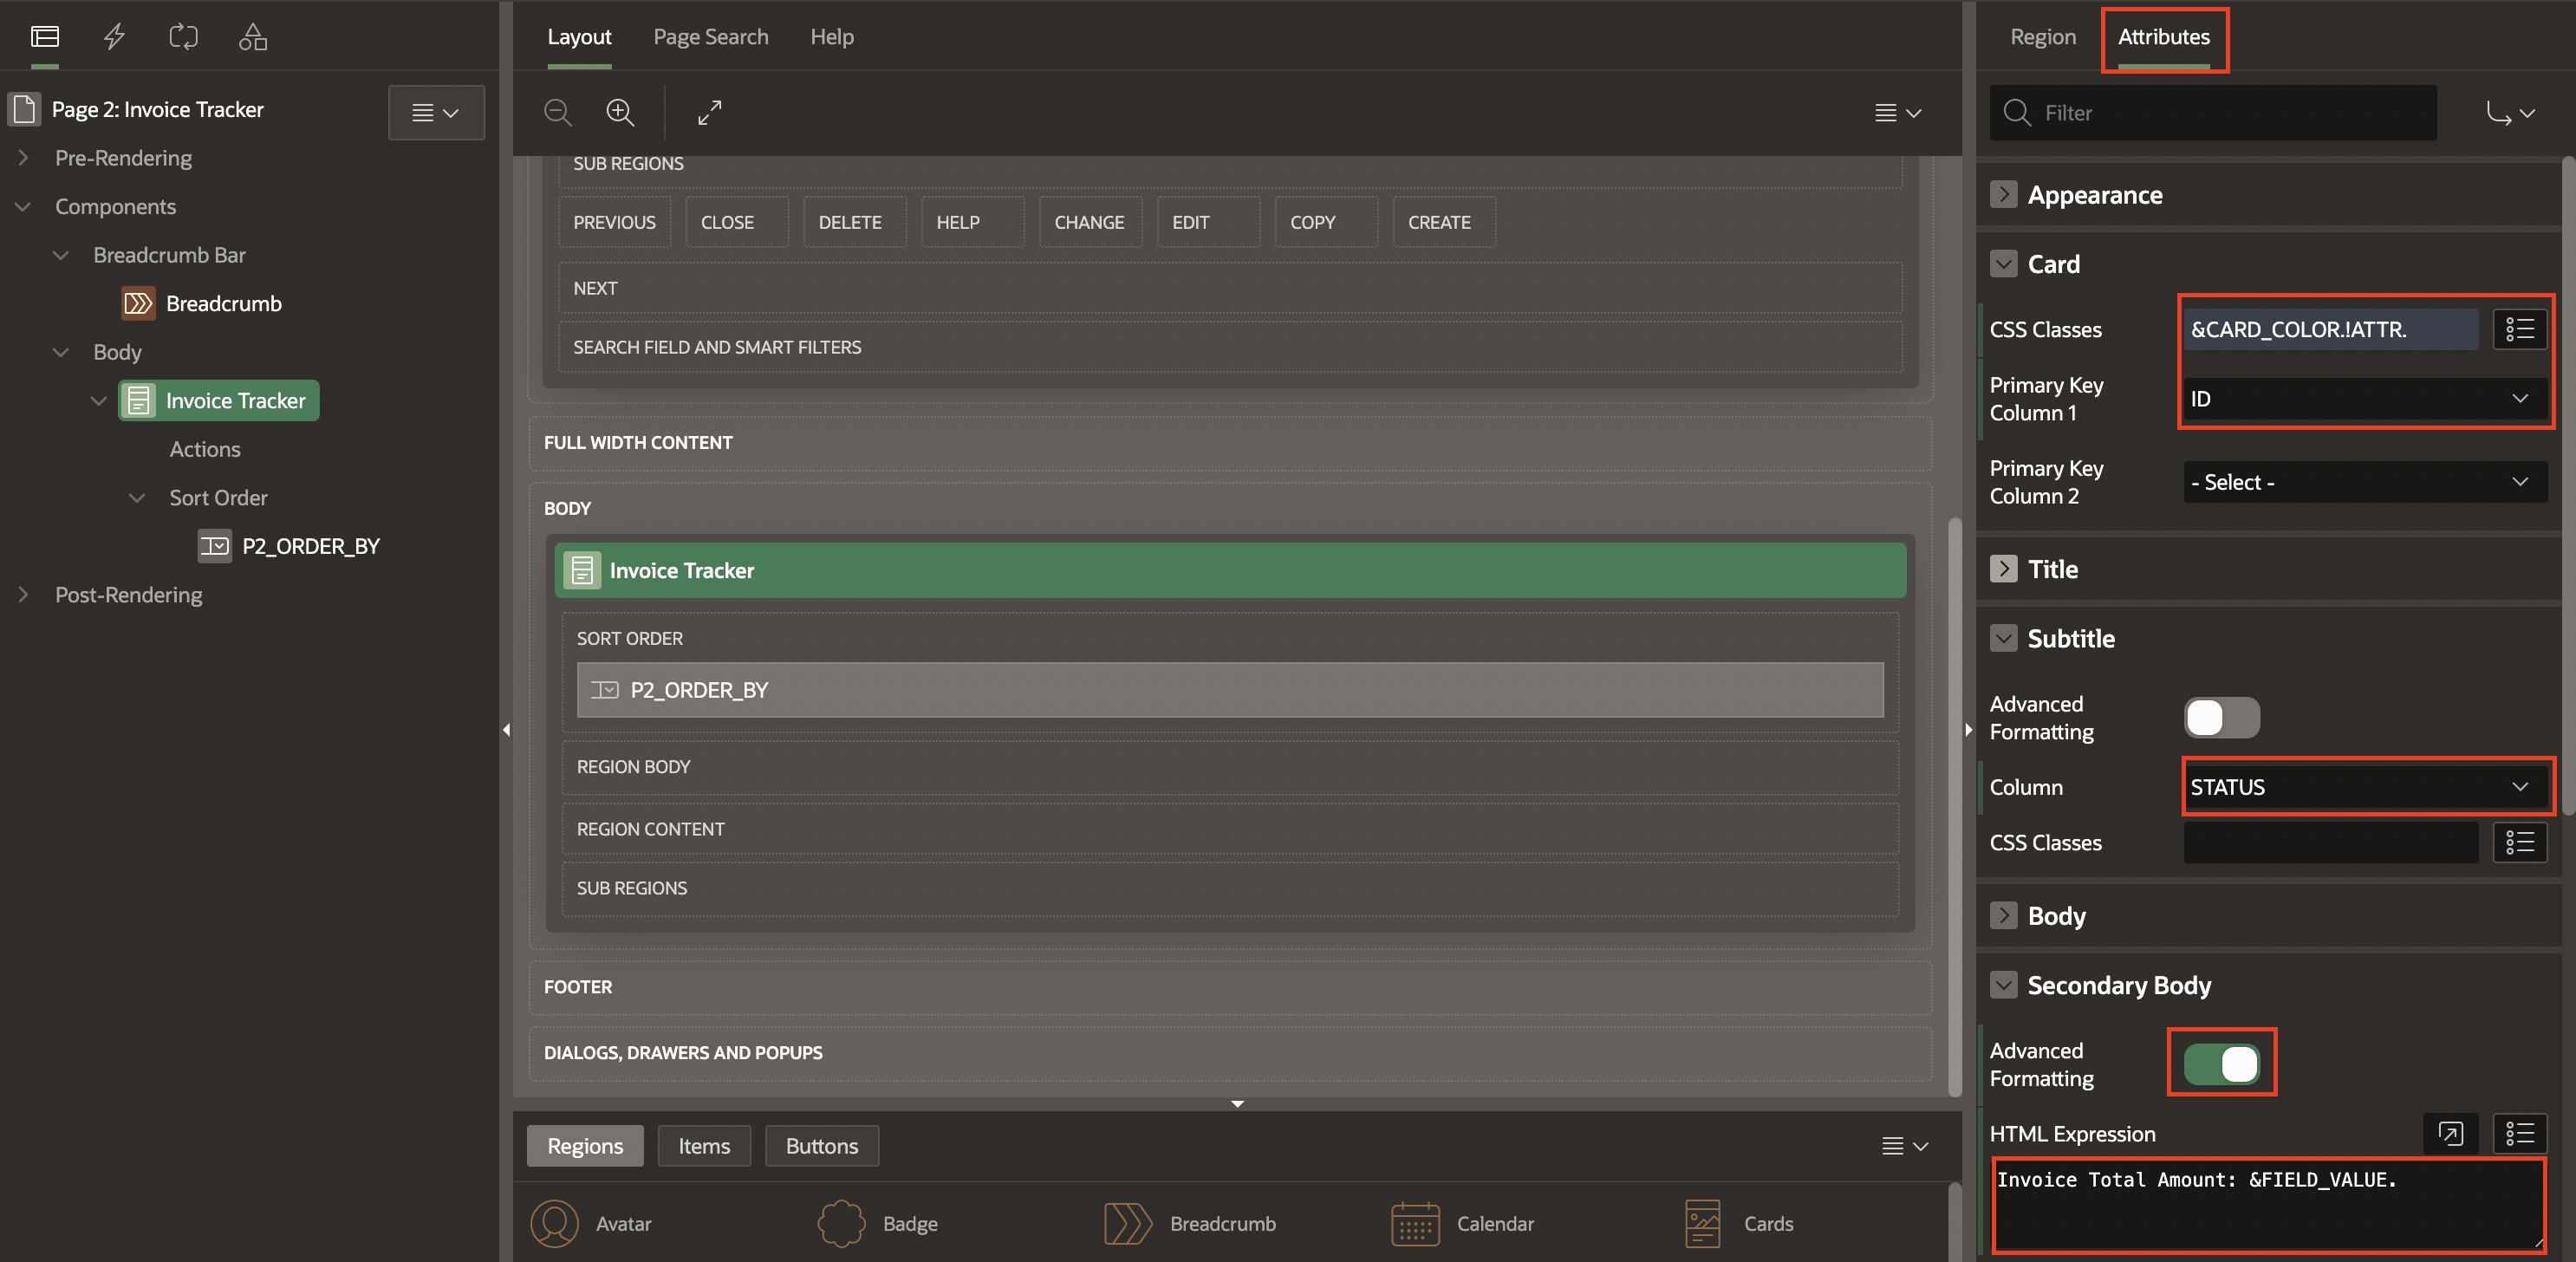 Page 2: Invoice Tracker
Pre-Rendering
Components
Breadcrumb Bar
Breadcrumb
Body
Invoice Tracker
Actions
Sort Order
P2_ORDER_BY
Post-Rendering
Layout
Page Search
Help
SUB REGIONS
PREVIOUS
CLOSE
DELETE
HELP
CHANGE
EDIT
COPY
CREATE
NEXT
SEARCH FIELD AND SMART FILTERS
FULL WIDTH CONTENT
BODY
Invoice Tracker
SORT ORDER
P2_ORDER_BY
REGION BODY
REGION CONTENT
SUB REGIONS
FOOTER
DIALOGS, DRAWERS AND POPUPS
Regions
Items
Buttons
Avatar
Badge
Breadcrumb
Calendar
Cards
Region
Attributes
Filter
Appearance
Card
CSS Classes
&CARD_COLOR.!ATTR.
Primary Key
Column 1
ID
Primary Key
Column 2
- Select -
Title
Subtitle
Advanced
Formatting
Column
STATUS
CSS Classes
Body
Secondary Body
Advanced
Formatting
HTML Expression
Invoice Total Amount: &FIELD_VALUE.